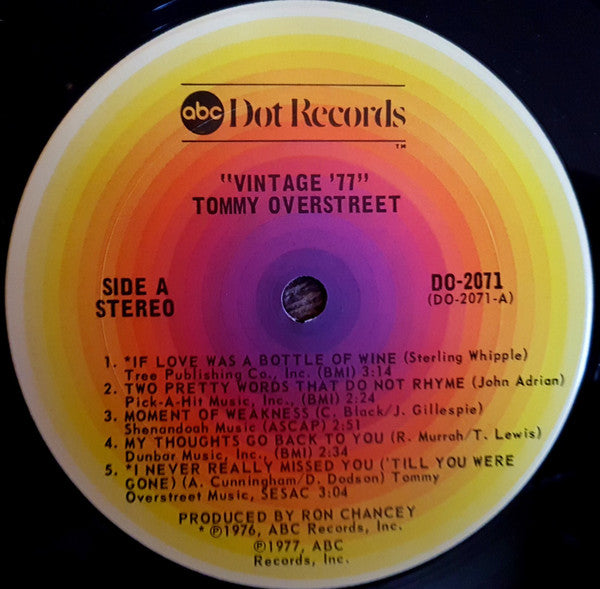 abc Dot Records
TM
"VINTAGE '77"
TOMMY OVERSTREET
SIDE A
STEREO
DO-2071
(DO-2071-A)
1. *IF LOVE WAS A BOTTLE OF WINE (Sterling Whipple)
Tree Publishing Co., Inc. (BMI) 3:14
2. TWO PRETTY WORDS THAT DO NOT RHYME (John Adrian)
Pick-A-Hit Music, Inc., (BMI) 2:24
3. MOMENT OF WEAKNESS (C. Black/J. Gillespie)
Shenandoah Music (ASCAP) 2:51
4. MY THOUGHTS GO BACK TO YOU (R. Murrah/T. Lewis)
Dunbar Music, Inc., (BMI) 2:34
5. *I NEVER REALLY MISSED YOU ('TILL YOU WERE
GONE) (A. Cunningham/D. Dodson) Tommy
Overstreet Music, SESAC 3:04
PRODUCED BY RON CHANCEY
* ℗1976, ABC Records, Inc.
℗1977, ABC
Records, Inc.